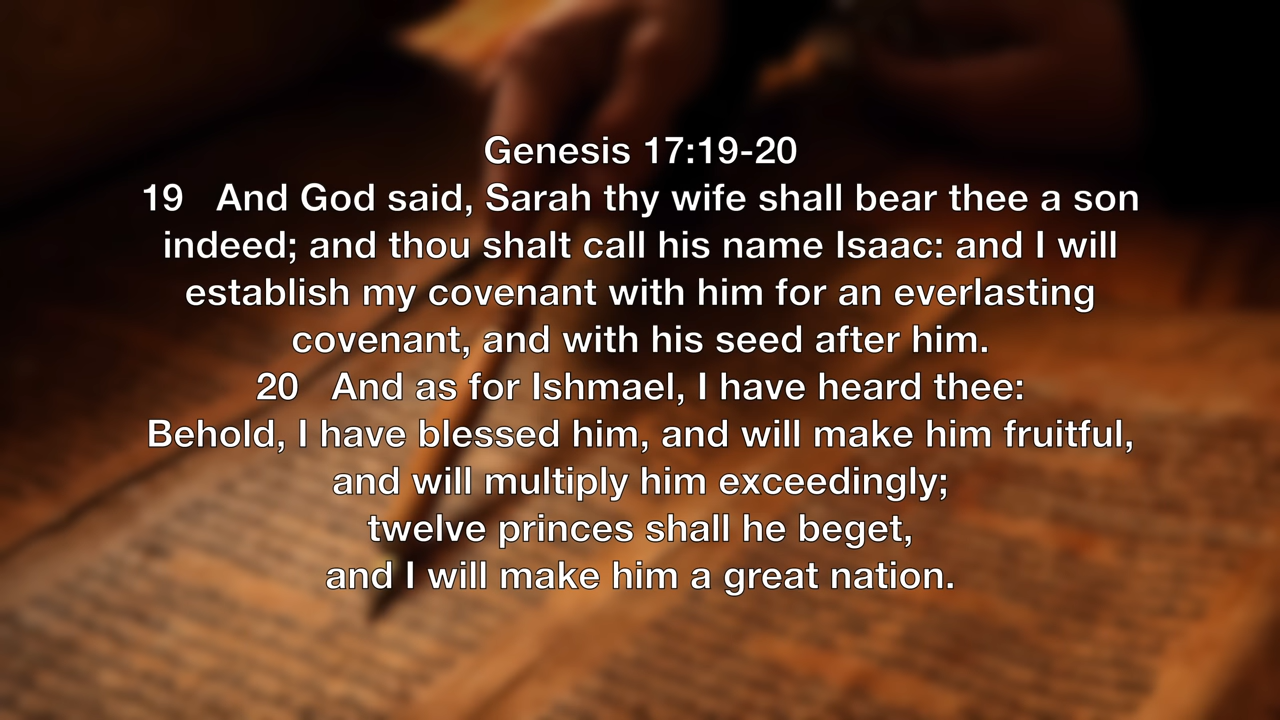 Genesis 17:19-20
19 And God said, Sarah thy wife shall bear thee a son
indeed; and thou shalt call his name Isaac: and I will
establish my covenant with him for an everlasting
covenant, and with his seed after him.
20 And as for Ishmael, I have heard thee:
Behold, I have blessed him, and will make him fruitful,
and will multiply him exceedingly;
twelve princes shall he beget,
and I will make him a great nation.